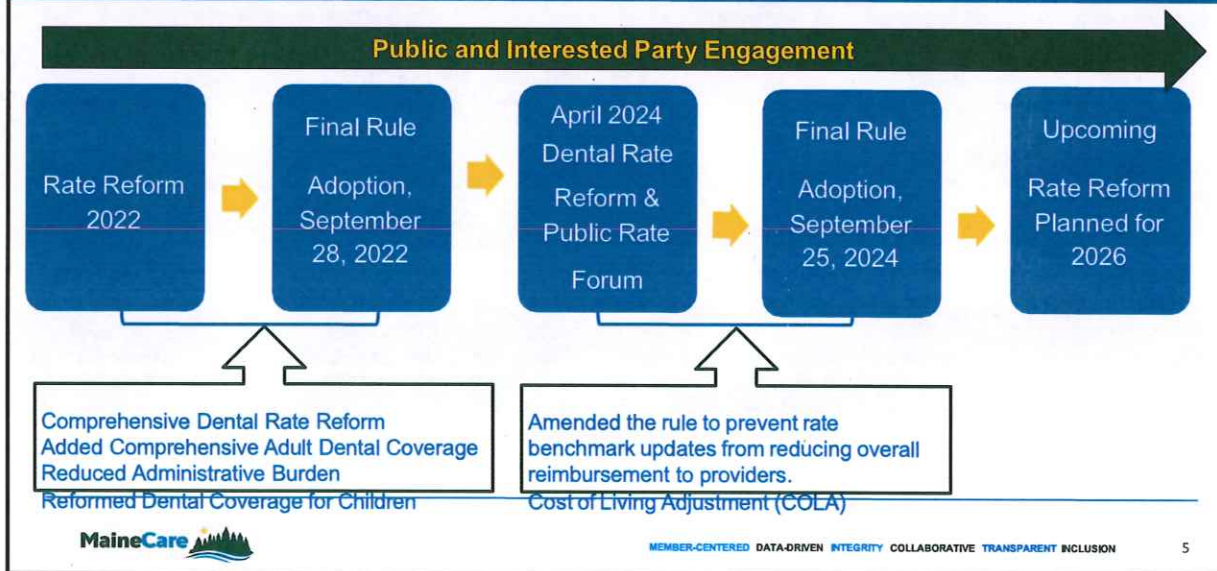 Public and Interested Party Engagement
Rate Reform
2022
Final Rule
Adoption,
September
28, 2022
April 2024
Dental Rate
Reform &
Public Rate
Forum
Final Rule
Adoption,
September
25, 2024
Upcoming
Rate Reform
Planned for
2026
Comprehensive Dental Rate Reform
Added Comprehensive Adult Dental Coverage
Reduced Administrative Burden
Reformed Dental Coverage for Children
Amended the rule to prevent rate
benchmark updates from reducing overall
reimbursement to providers.
Cost of Living Adjustment (COLA)
MaineCare
MEMBER-CENTERED DATA-DRIVEN INTEGRITY COLLABORATIVE TRANSPARENT INCLUSION
5